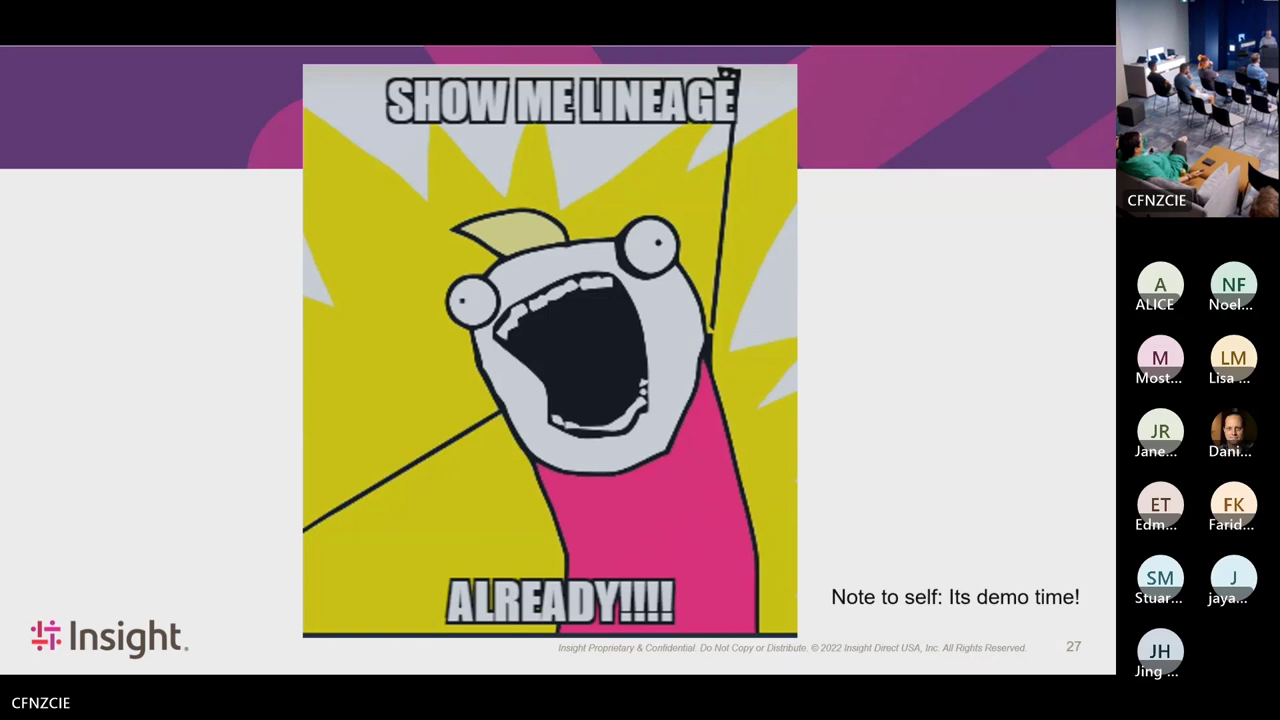 SHOW ME LINEAGE
ALREADY!!!!
Note to self: Its demo time!
Insight.
Insight Proprietary & Confidential. Do Not Copy or Distribute. © 2022 Insight Direct USA, Inc. All Rights Reserved.
27
CFNZCIE
CFNZCIE
A
ALICE
NF
Noel...
M
Most...
LM
Lisa ...
JR
Jane...
Dani...
ET
Edm...
FK
Farid...
SM
Stuar...
J
jaya...
JH
Jing ...